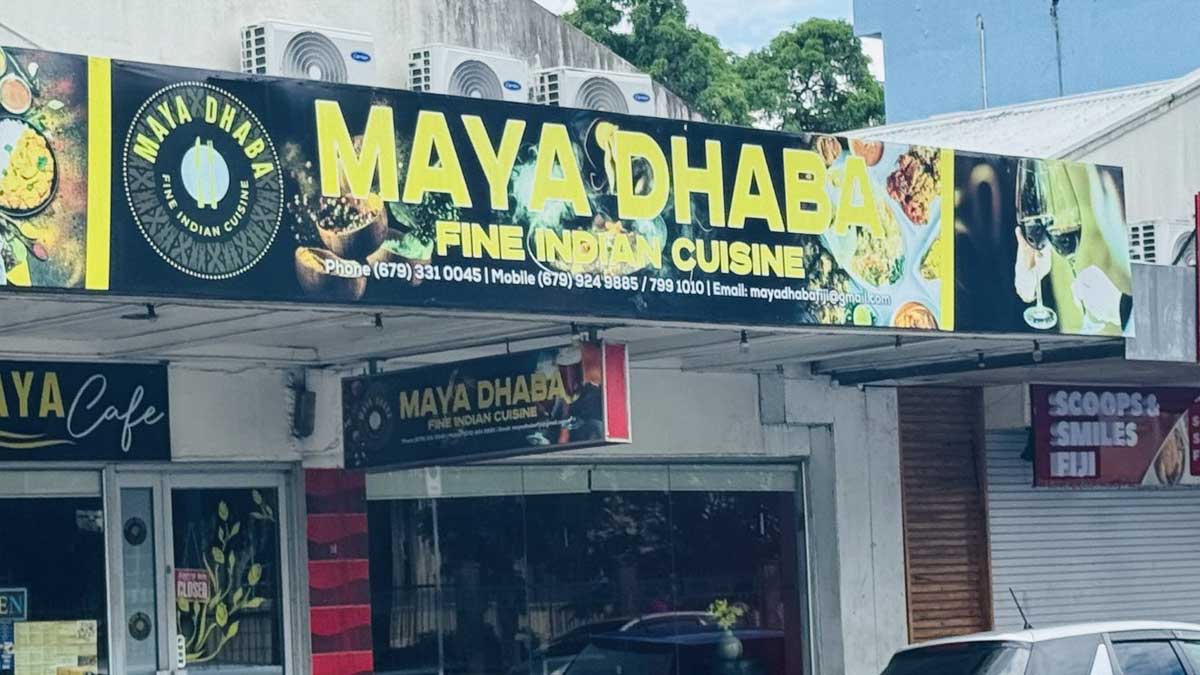 MAYA DHABA
FINE INDIAN CUISINE
MAYA DHABA
FINE INDIAN CUISINE
Phone (679) 331 0045 | Mobile (679) 924 9885 / 799 1010 | Email: mayadhabafiji@gmail.com
MAYA DHABA
FINE INDIAN CUISINE
AYA Cafe
SCOOPS &
SMILES
FIJI
CLOSED
EN